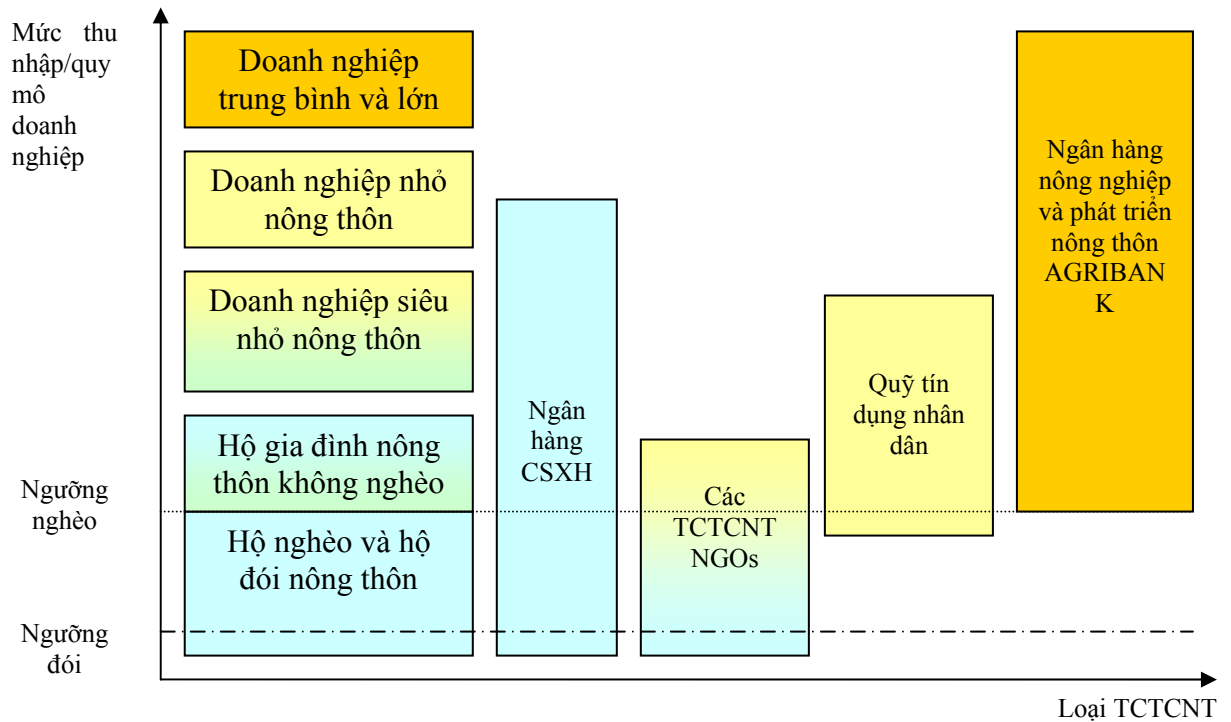 Mức thu
nhập/quy
mô
doanh
nghiệp
Doanh nghiệp
trung bình và lớn
Doanh nghiệp nhỏ
nông thôn
Doanh nghiệp siêu
nhỏ nông thôn
Hộ gia đình nông
thôn không nghèo
Hộ nghèo và hộ
đói nông thôn
Ngưỡng
nghèo
Ngưỡng
đói
Ngân
hàng
CSXH
Các
TCTCNT
NGOs
Quỹ tín
dụng nhân
dân
Ngân hàng
nông nghiệp
và phát triển
nông thôn
AGRIBAN
K
Loại TCTCNT